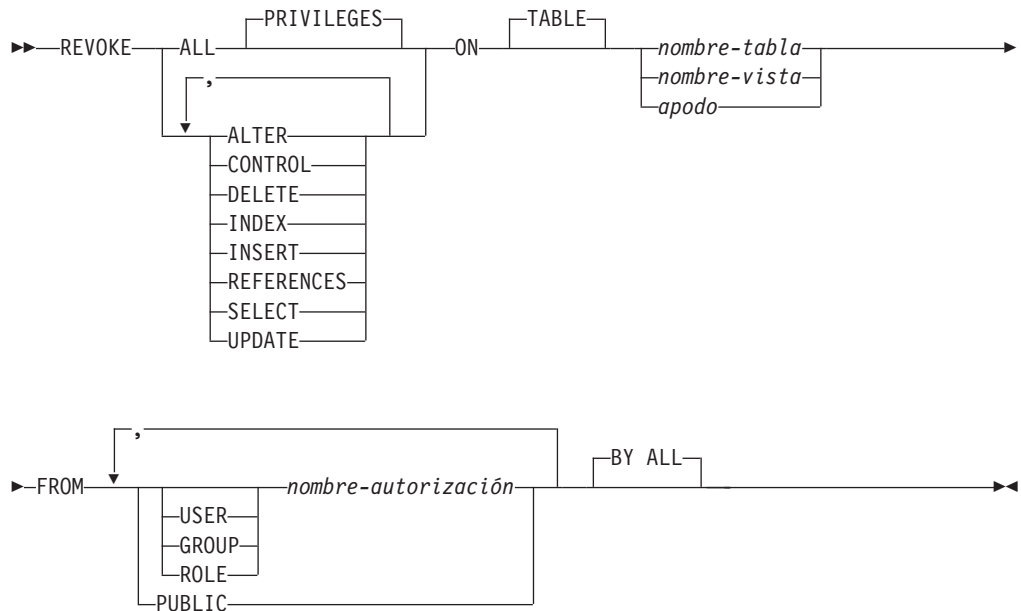 PRIVILEGES TABLE
REVOKE ALL ON nombre-tabla
, nombre-vista
apodo
ALTER
CONTROL
DELETE
INDEX
INSERT
REFERENCES
SELECT
UPDATE
,
BY ALL
FROM nombre-autorización
USER
GROUP
ROLE
PUBLIC